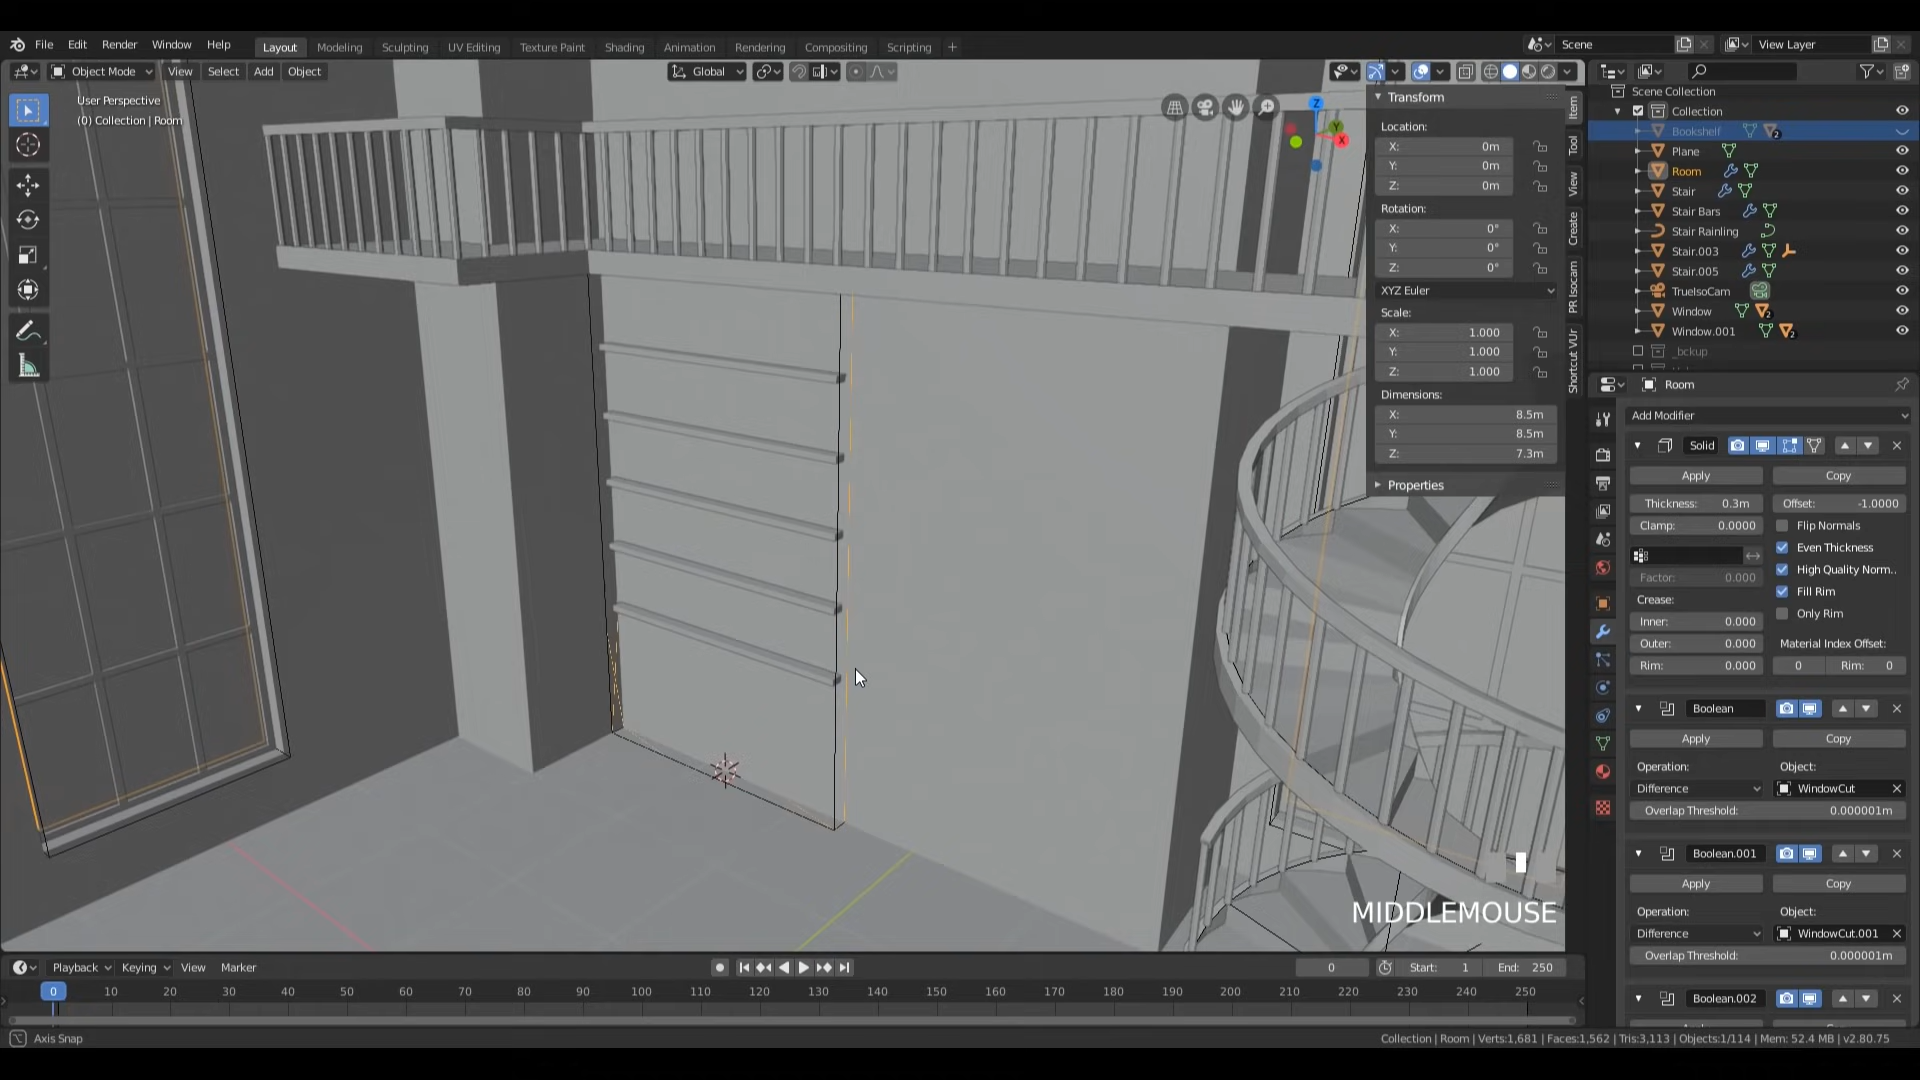 File Edit Render Window Help Layout Modeling Sculpting UV Editing Texture Paint Shading Animation Rendering Compositing Scripting + Scene View Layer
Object Mode View Select Add Object Global
User Perspective
(0) Collection | Room
Z
Y
X
Transform
Location:
X: 0m
Y: 0m
Z: 0m
Rotation:
X: 0°
Y: 0°
Z: 0°
XYZ Euler
Scale:
X: 1.000
Y: 1.000
Z: 1.000
Dimensions:
X: 8.5m
Y: 8.5m
Z: 7.3m
Properties
Item
Tool
View
Create
PR Isocam
Shortcut VUr
Scene Collection
Collection
Bookshelf 2
Plane
Room
Stair
Stair Bars
Stair Rainling
Stair.003
Stair.005
TrueIsoCam
Window 2
Window.001 2
_bckup
Room
Add Modifier
Solid
Apply Copy
Thickness: 0.3m Offset: -1.0000
Clamp: 0.0000 Flip Normals
Even Thickness
Factor: 0.000 High Quality Norm..
Crease: Fill Rim
Inner: 0.000 Only Rim
Outer: 0.000 Material Index Offset:
Rim: 0.000 0 Rim: 0
Boolean
Apply Copy
Operation: Object:
Difference WindowCut
Overlap Threshold: 0.000001m
Boolean.001
Apply Copy
Operation: Object:
Difference WindowCut.001
Overlap Threshold: 0.000001m
Boolean.002
MIDDLEMOUSE
Playback Keying View Marker 0 Start: 1 End: 250
0 10 20 30 40 50 60 70 80 90 100 110 120 130 140 150 160 170 180 190 200 210 220 230 240 250
Axis Snap Collection | Room | Verts:1,681 | Faces:1,562 | Tris:3,113 | Objects:1/114 | Mem: 52.4 MB | v2.80.75